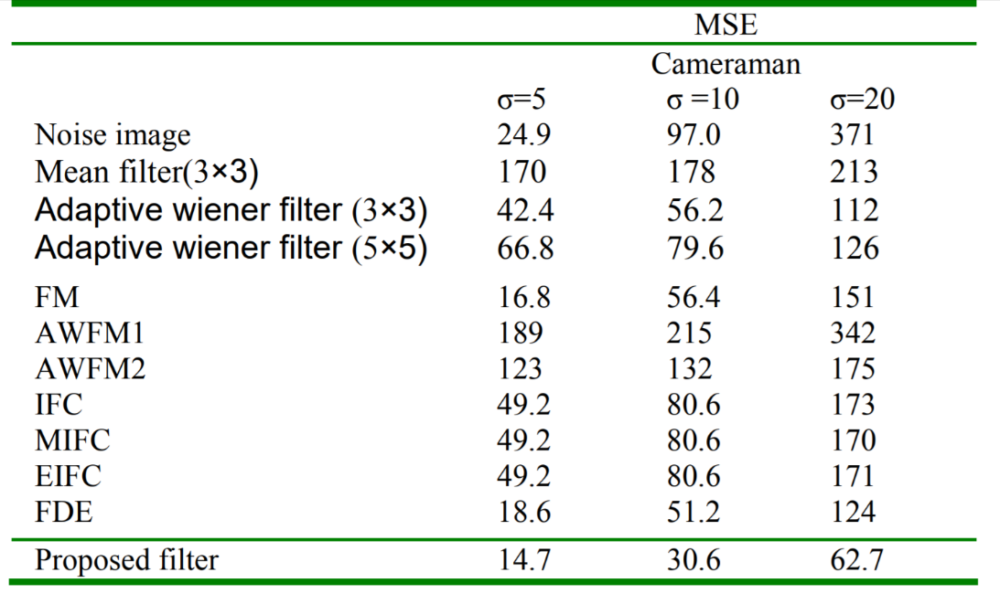 MSE
Cameraman
σ=5 σ =10 σ=20
Noise image 24.9 97.0 371
Mean filter(3×3) 170 178 213
Adaptive wiener filter (3×3) 42.4 56.2 112
Adaptive wiener filter (5×5) 66.8 79.6 126
FM 16.8 56.4 151
AWFM1 189 215 342
AWFM2 123 132 175
IFC 49.2 80.6 173
MIFC 49.2 80.6 170
EIFC 49.2 80.6 171
FDE 18.6 51.2 124
Proposed filter 14.7 30.6 62.7